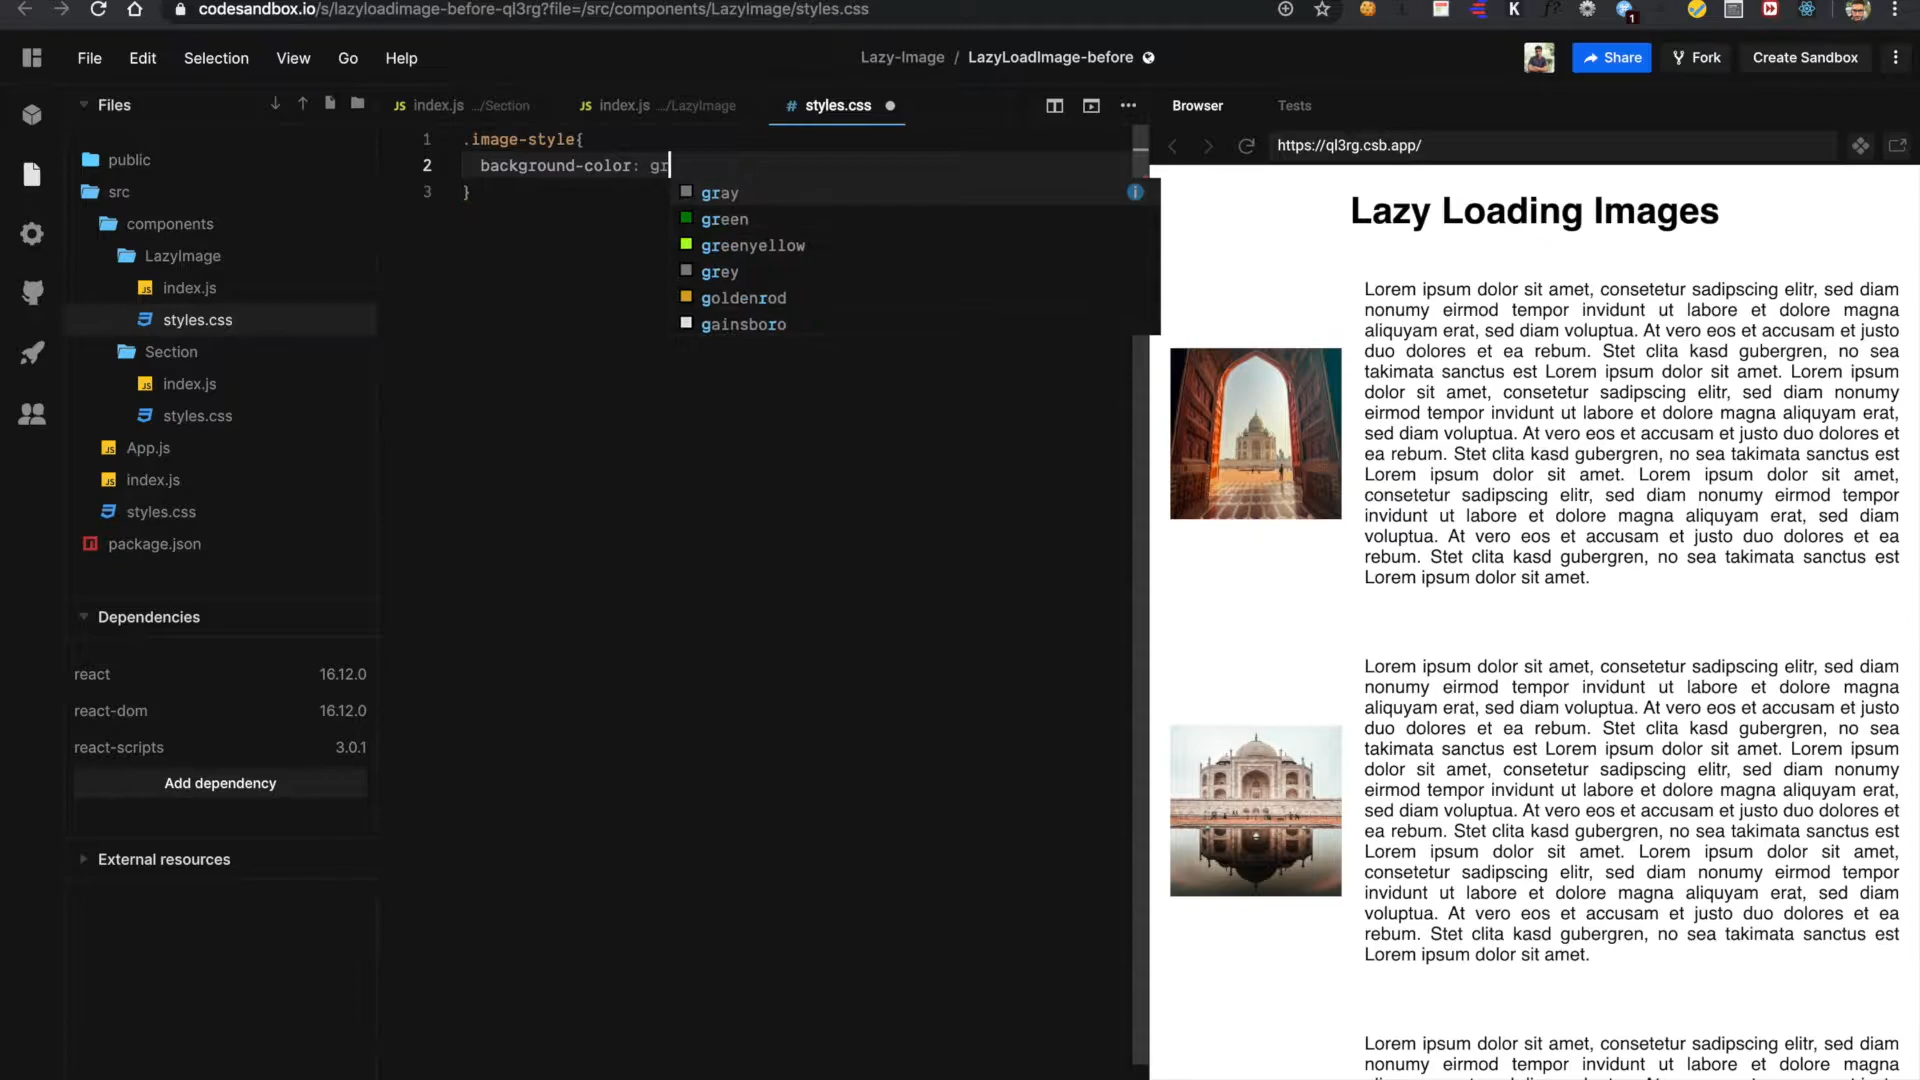 codesandbox.io/s/lazyloadimage-before-ql3rg?file=/src/components/LazyImage/styles.css
1
File Edit Selection View Go Help
Lazy-Image / LazyLoadImage-before
Share
Fork
Create Sandbox
Files
public
src
components
LazyImage
index.js
styles.css
Section
index.js
styles.css
App.js
index.js
styles.css
package.json
Dependencies
react 16.12.0
react-dom 16.12.0
react-scripts 3.0.1
Add dependency
External resources
JS index.js .../Section
JS index.js .../LazyImage
# styles.css
1 .image-style{
2 background-color: gr
3 }
gray
green
greenyellow
grey
goldenrod
gainsboro
Browser Tests
https://ql3rg.csb.app/
Lazy Loading Images
Lorem ipsum dolor sit amet, consetetur sadipscing elitr, sed diam
nonumy eirmod tempor invidunt ut labore et dolore magna
aliquyam erat, sed diam voluptua. At vero eos et accusam et justo
duo dolores et ea rebum. Stet clita kasd gubergren, no sea
takimata sanctus est Lorem ipsum dolor sit amet. Lorem ipsum
dolor sit amet, consetetur sadipscing elitr, sed diam nonumy
eirmod tempor invidunt ut labore et dolore magna aliquyam erat,
sed diam voluptua. At vero eos et accusam et justo duo dolores et
ea rebum. Stet clita kasd gubergren, no sea takimata sanctus est
Lorem ipsum dolor sit amet. Lorem ipsum dolor sit amet,
consetetur sadipscing elitr, sed diam nonumy eirmod tempor
invidunt ut labore et dolore magna aliquyam erat, sed diam
voluptua. At vero eos et accusam et justo duo dolores et ea
rebum. Stet clita kasd gubergren, no sea takimata sanctus est
Lorem ipsum dolor sit amet.
Lorem ipsum dolor sit amet, consetetur sadipscing elitr, sed diam
nonumy eirmod tempor invidunt ut labore et dolore magna
aliquyam erat, sed diam voluptua. At vero eos et accusam et justo
duo dolores et ea rebum. Stet clita kasd gubergren, no sea
takimata sanctus est Lorem ipsum dolor sit amet. Lorem ipsum
dolor sit amet, consetetur sadipscing elitr, sed diam nonumy
eirmod tempor invidunt ut labore et dolore magna aliquyam erat,
sed diam voluptua. At vero eos et accusam et justo duo dolores et
ea rebum. Stet clita kasd gubergren, no sea takimata sanctus est
Lorem ipsum dolor sit amet. Lorem ipsum dolor sit amet,
consetetur sadipscing elitr, sed diam nonumy eirmod tempor
invidunt ut labore et dolore magna aliquyam erat, sed diam
voluptua. At vero eos et accusam et justo duo dolores et ea
rebum. Stet clita kasd gubergren, no sea takimata sanctus est
Lorem ipsum dolor sit amet.
Lorem ipsum dolor sit amet, consetetur sadipscing elitr, sed diam
nonumy eirmod tempor invidunt ut labore et dolore magna